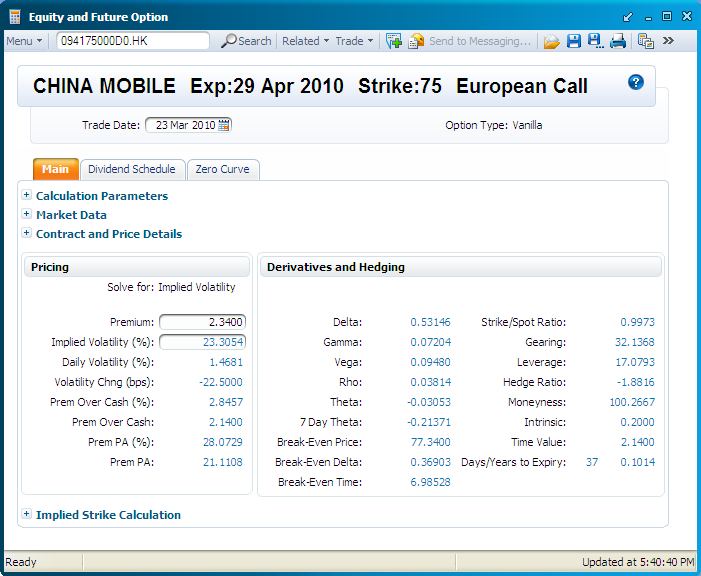 Equity and Future Option
Menu 094175000D0.HK Search Related Trade Send to Messaging... »
CHINA MOBILE Exp:29 Apr 2010 Strike:75 European Call ?
Trade Date: 23 Mar 2010 Option Type: Vanilla
Main Dividend Schedule Zero Curve
+ Calculation Parameters
+ Market Data
+ Contract and Price Details
Pricing
Solve for: Implied Volatility
Premium: 2.3400
Implied Volatility (%): 23.3054
Daily Volatility (%): 1.4681
Volatility Chng (bps): -22.5000
Prem Over Cash (%): 2.8457
Prem Over Cash: 2.1400
Prem PA (%): 28.0729
Prem PA: 21.1108
Derivatives and Hedging
Delta: 0.53146 Strike/Spot Ratio: 0.9973
Gamma: 0.07204 Gearing: 32.1368
Vega: 0.09480 Leverage: 17.0793
Rho: 0.03814 Hedge Ratio: -1.8816
Theta: -0.03053 Moneyness: 100.2667
7 Day Theta: -0.21371 Intrinsic: 0.2000
Break-Even Price: 77.3400 Time Value: 2.1400
Break-Even Delta: 0.36903 Days/Years to Expiry: 37 0.1014
Break-Even Time: 6.98528
+ Implied Strike Calculation
Ready Updated at 5:40:40 PM